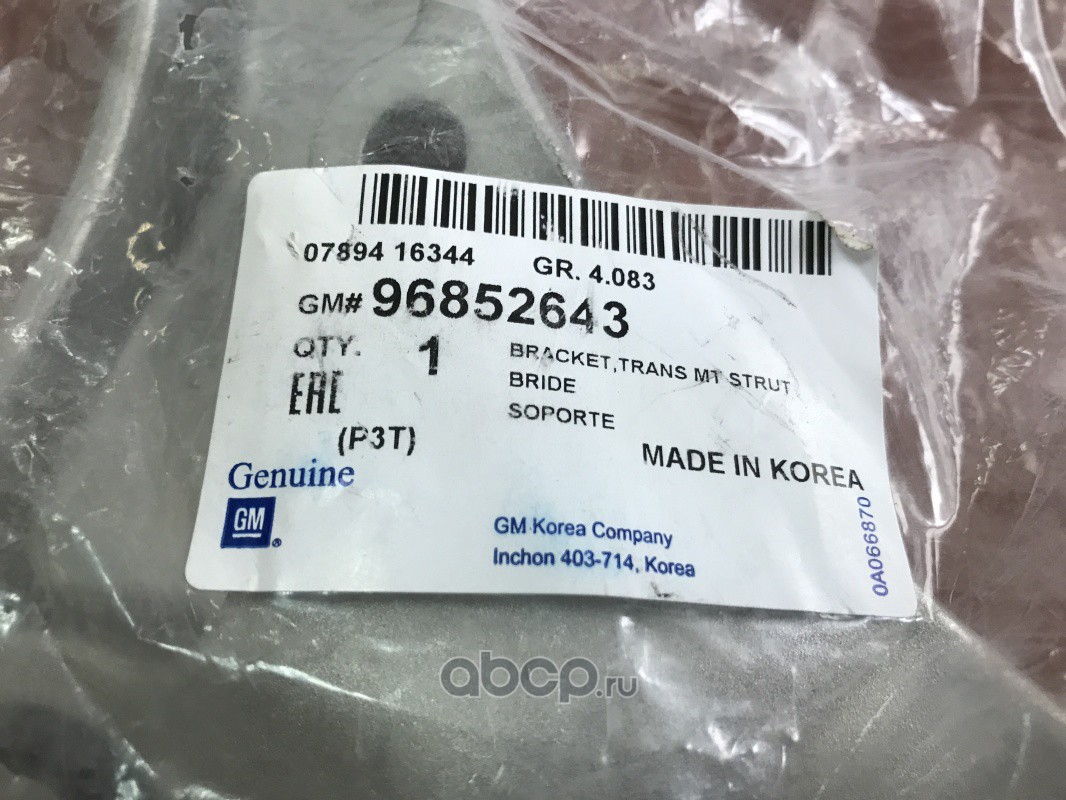 07894 16344 GR. 4.083
GM# 96852643
QTY. 1 BRACKET,TRANS MT STRUT
EAC BRIDE
SOPORTE
(P3T)
MADE IN KOREA
Genuine
GM ®
GM Korea Company
Inchon 403-714, Korea
0A066870
abcp.ru